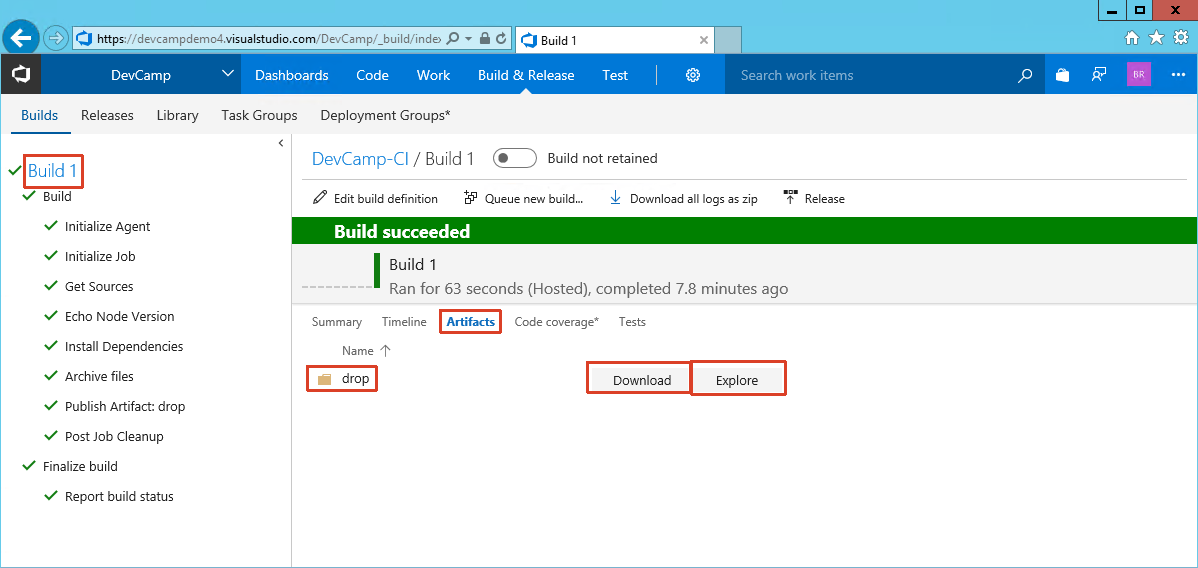 https://devcampdemo4.visualstudio.com/DevCamp/_build/inde
Build 1
DevCamp
Dashboards Code Work Build & Release Test
Search work items
BR
Builds Releases Library Task Groups Deployment Groups*
Build 1
Build
Initialize Agent
Initialize Job
Get Sources
Echo Node Version
Install Dependencies
Archive files
Publish Artifact: drop
Post Job Cleanup
Finalize build
Report build status
DevCamp-CI / Build 1 Build not retained
Edit build definition Queue new build... Download all logs as zip Release
Build succeeded
Build 1
Ran for 63 seconds (Hosted), completed 7.8 minutes ago
Summary Timeline Artifacts Code coverage* Tests
Name
drop Download Explore